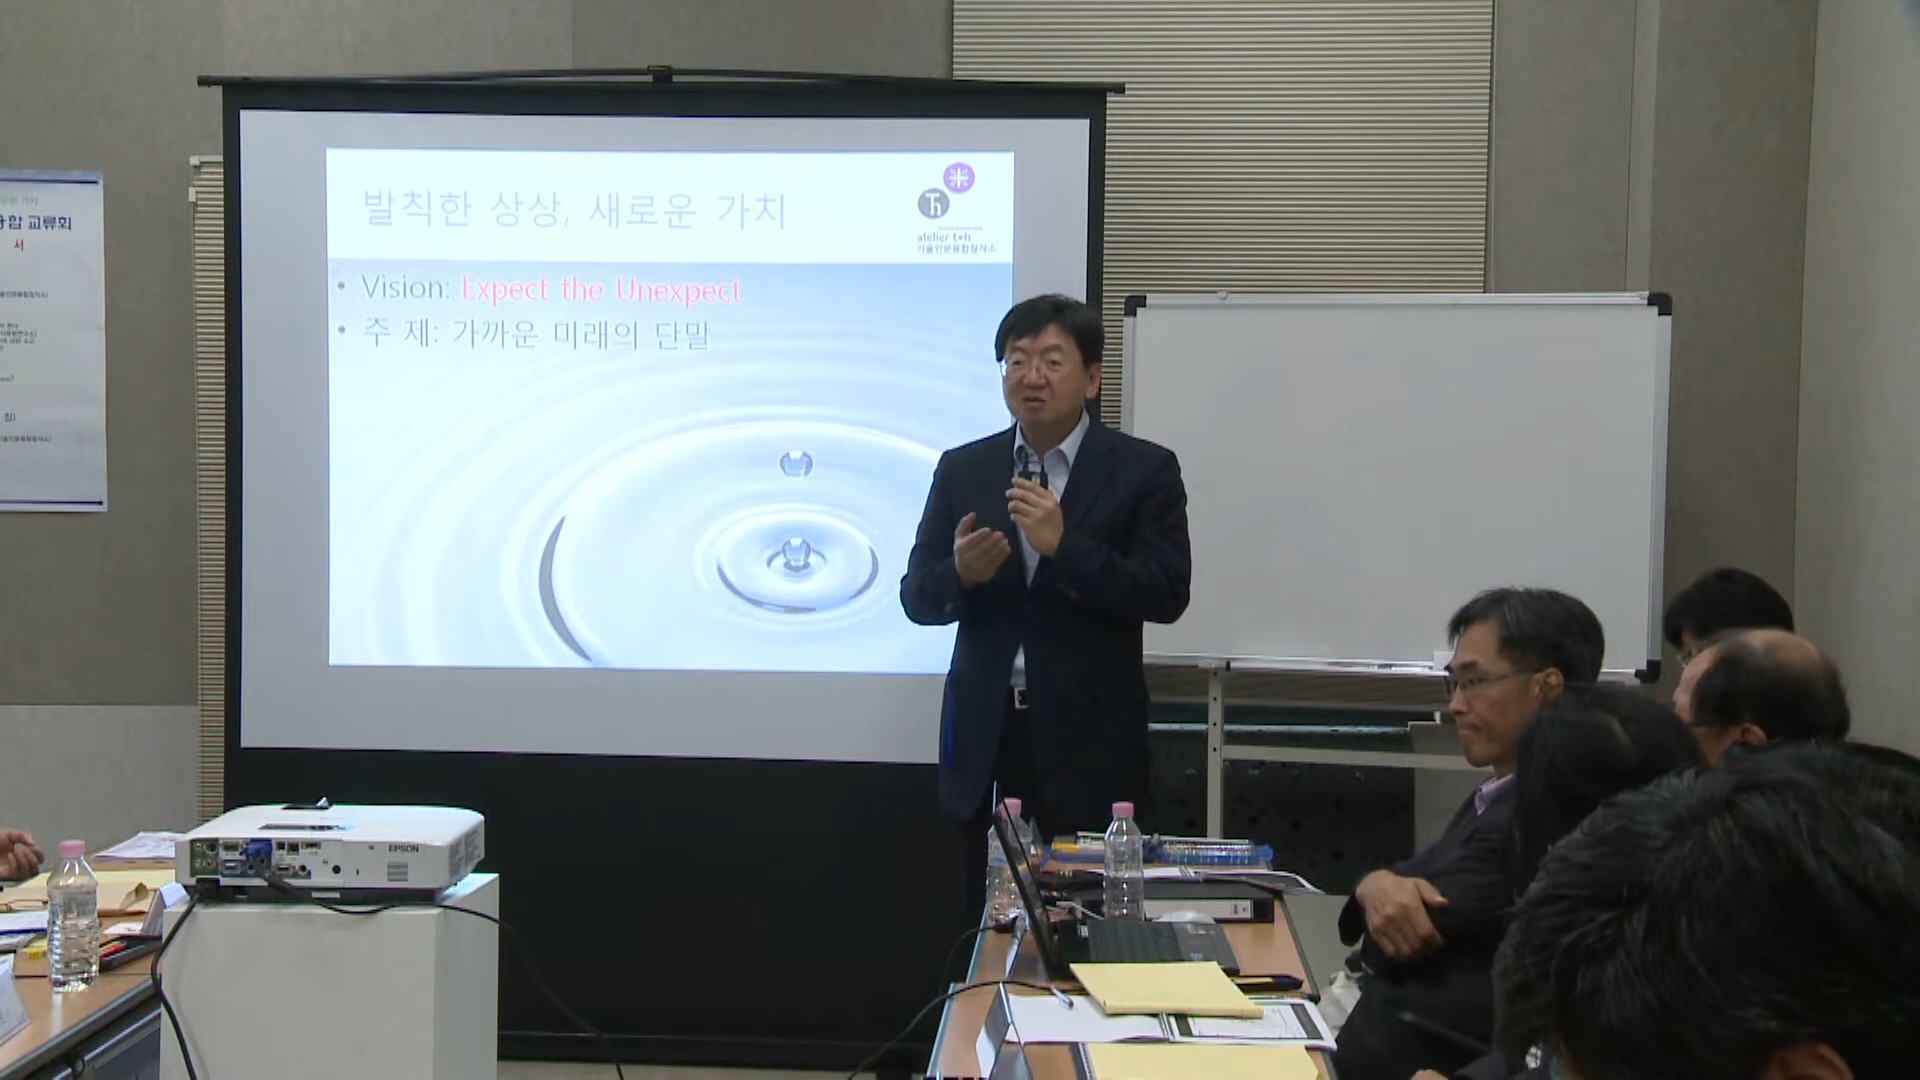 발칙한 상상, 새로운 가치
atelier t•h
기술인문융합창작소
• Vision: Expect the Unexpect
• 주 제: 가까운 미래의 단말
융합 교류회
서
EPSON